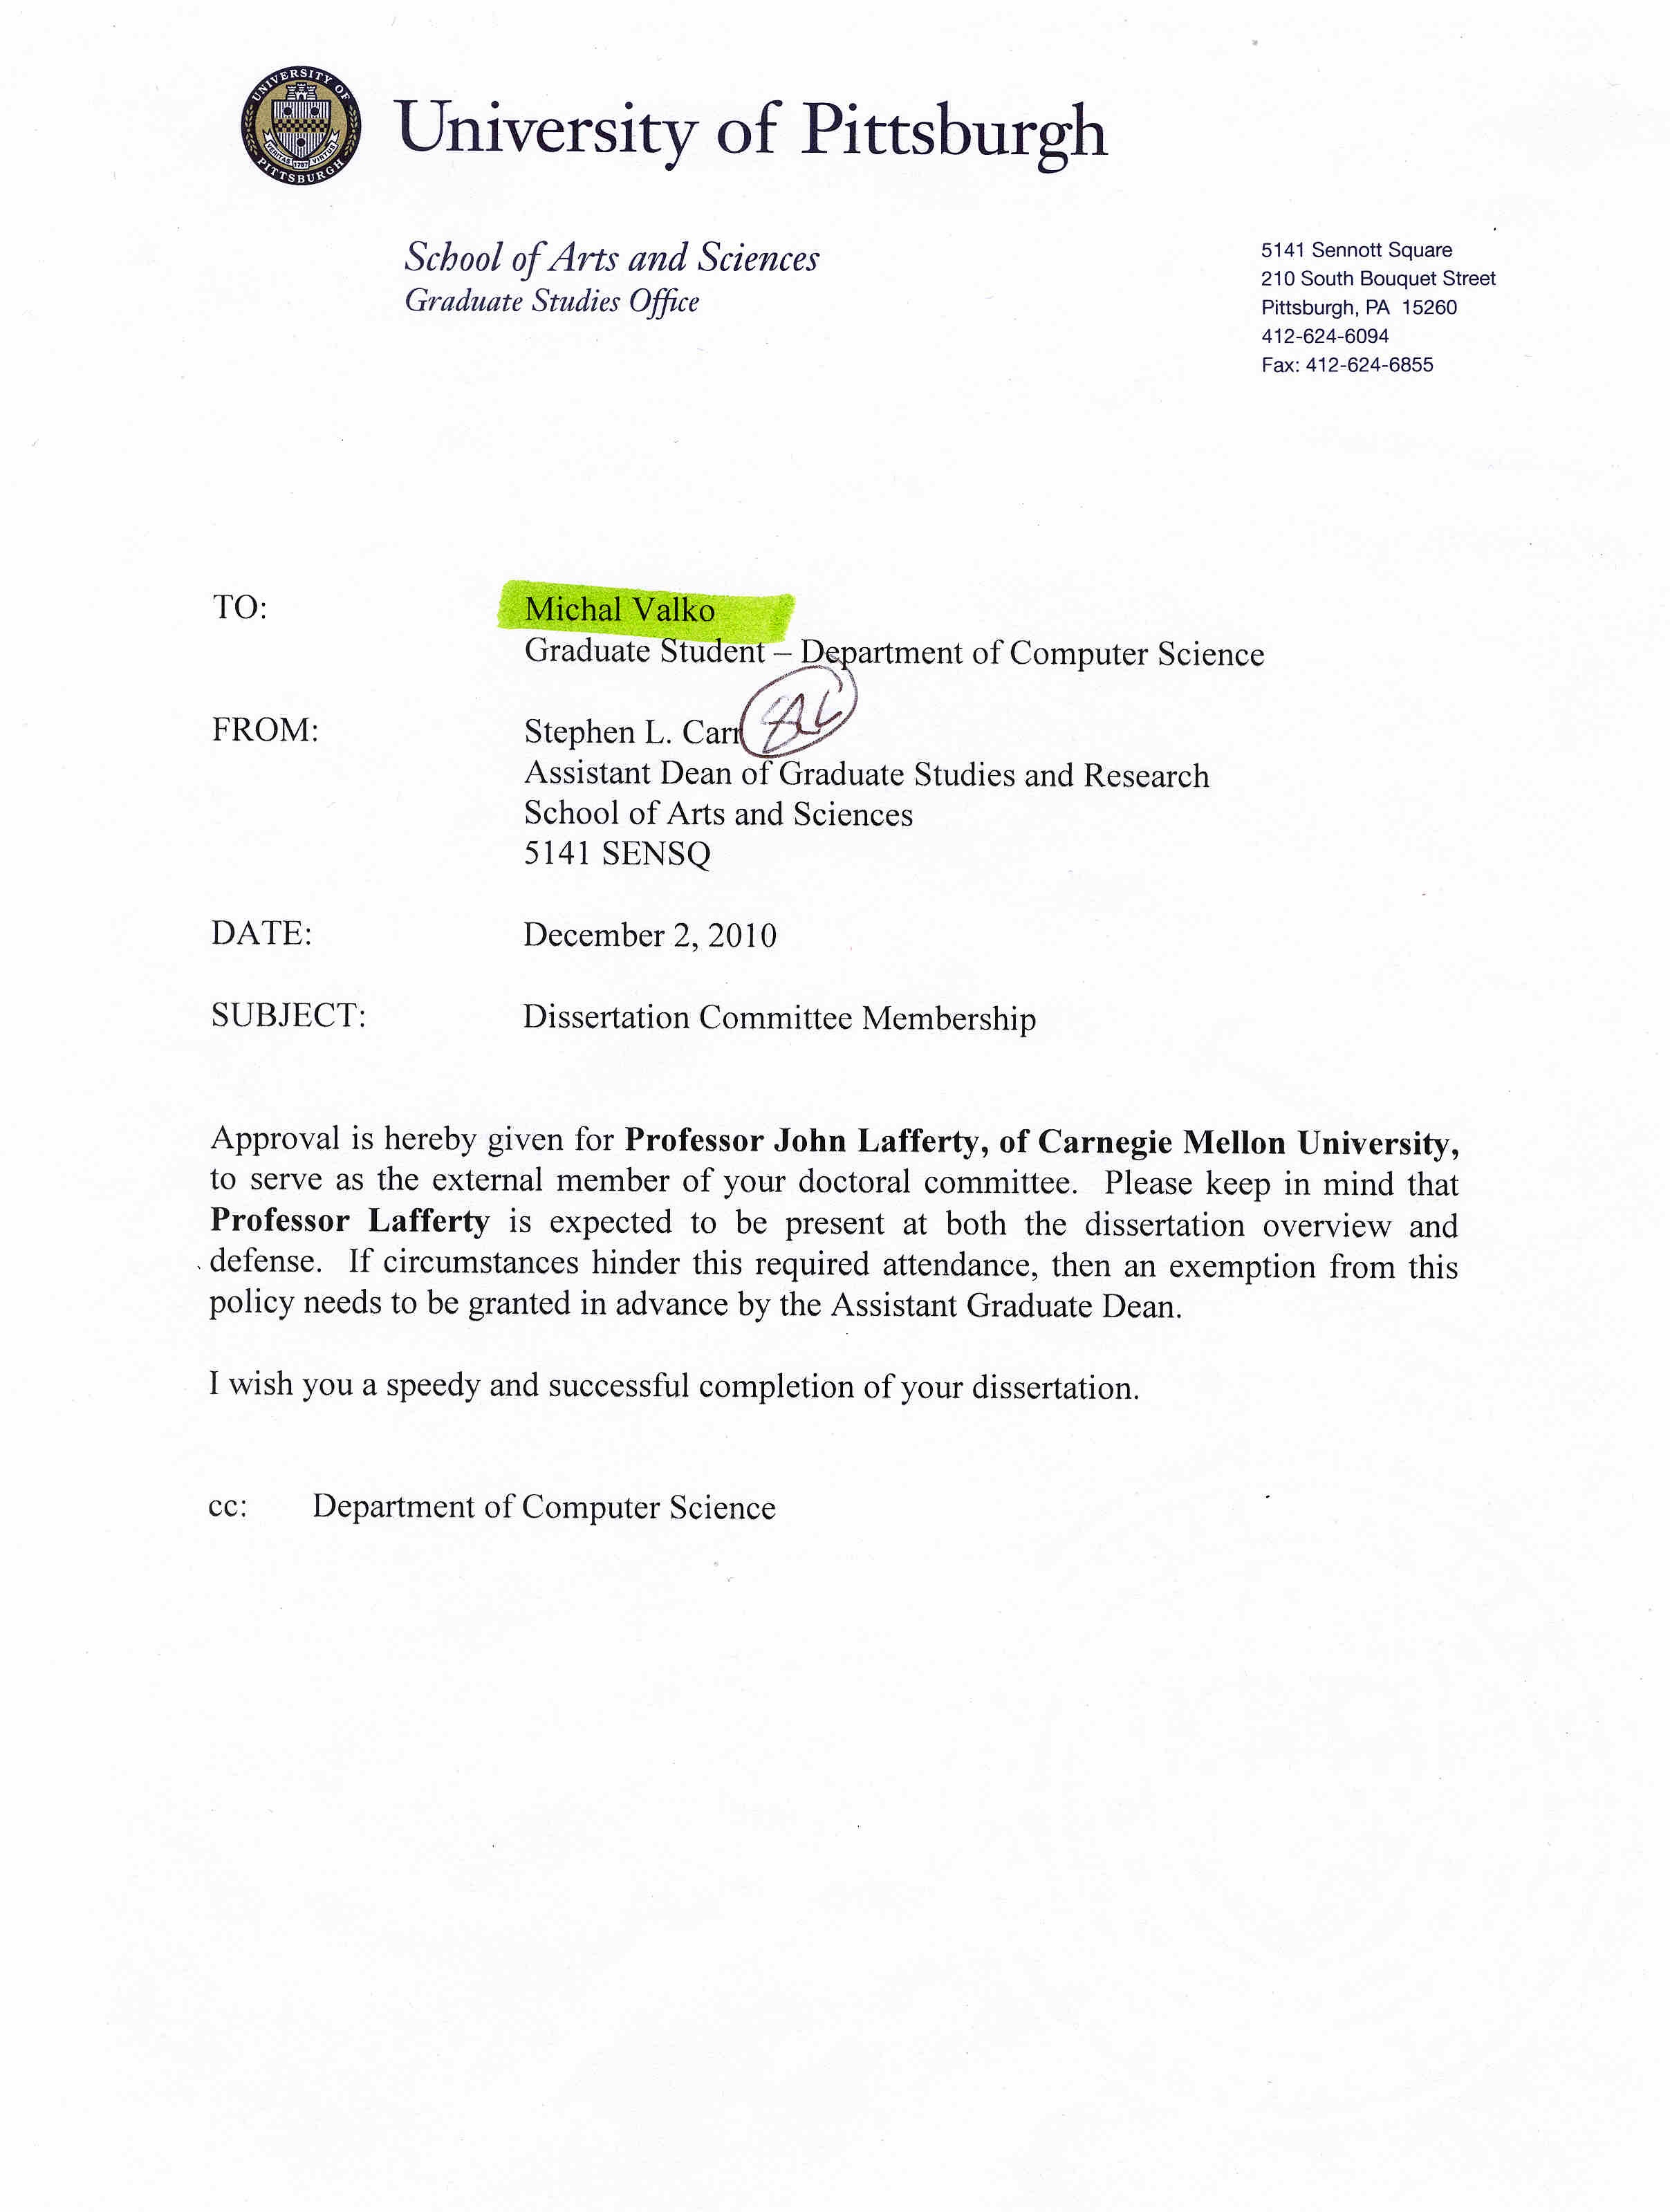 UNIVERSITY OF PITTSBURGH
VERITAS 1787 VIRTUS
University of Pittsburgh
School of Arts and Sciences
Graduate Studies Office
5141 Sennott Square
210 South Bouquet Street
Pittsburgh, PA 15260
412-624-6094
Fax: 412-624-6855
TO: Michal Valko
Graduate Student – Department of Computer Science
FROM: Stephen L. Carr SLC
Assistant Dean of Graduate Studies and Research
School of Arts and Sciences
5141 SENSQ
DATE: December 2, 2010
SUBJECT: Dissertation Committee Membership
Approval is hereby given for Professor John Lafferty, of Carnegie Mellon University,
to serve as the external member of your doctoral committee. Please keep in mind that
Professor Lafferty is expected to be present at both the dissertation overview and
defense. If circumstances hinder this required attendance, then an exemption from this
policy needs to be granted in advance by the Assistant Graduate Dean.
I wish you a speedy and successful completion of your dissertation.
cc: Department of Computer Science